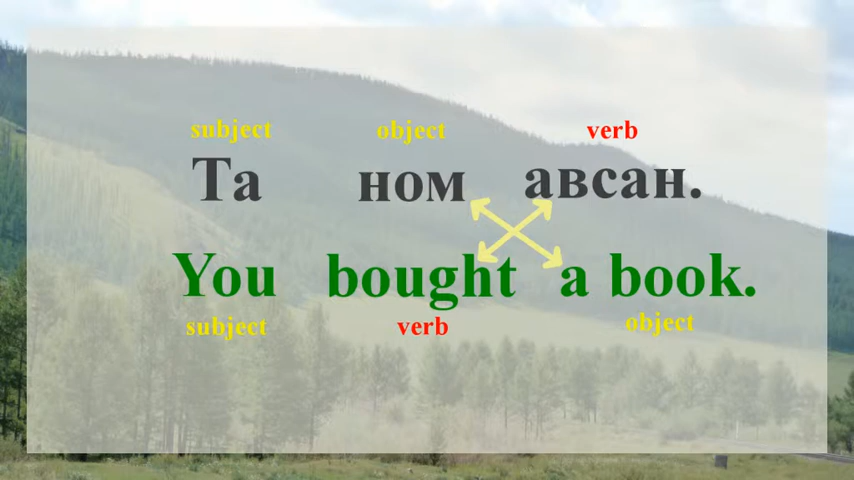 subject object verb
Та ном авсан.
You bought a book.
subject verb object